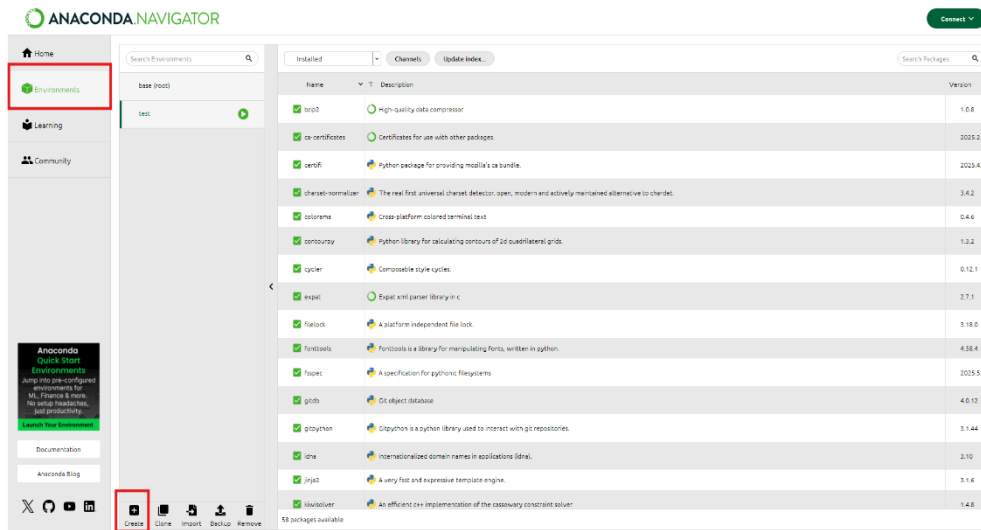 ANACONDA.NAVIGATOR
Connect
Home
Environments
Learning
Community
Anaconda
Quick Start
Environments
Jump into pre-configured
environments for
ML, Finance & more.
No setup headaches,
just productivity.
Launch Your Environment
Documentation
Anaconda Blog
Search Environments
base (root)
test
Create Clone Import Backup Remove
Installed Channels Update index... Search Packages
Name T Description Version
bzip2 High-quality data compressor 1.0.8
ca-certificates Certificates for use with other packages. 2025.2
certifi Python package for providing mozilla's ca bundle. 2025.4
charset-normalizer The real first universal charset detector. open, modern and actively maintained alternative to chardet. 3.4.2
colorama Cross-platform colored terminal text 0.4.6
contourpy Python library for calculating contours of 2d quadrilateral grids. 1.3.2
cycler Composable style cycles. 0.12.1
expat Expat xml parser library in c 2.7.1
filelock A platform independent file lock. 3.18.0
fonttools Fonttools is a library for manipulating fonts, written in python. 4.58.4
fsspec A specification for pythonic filesystems 2025.5
gitdb Git object database 4.0.12
gitpython Gitpython is a python library used to interact with git repositories. 3.1.44
idna Internationalized domain names in applications (idna). 3.10
jinja2 A very fast and expressive template engine. 3.1.6
kiwisolver An efficient c++ implementation of the cassowary constraint solver 1.4.8
58 packages available